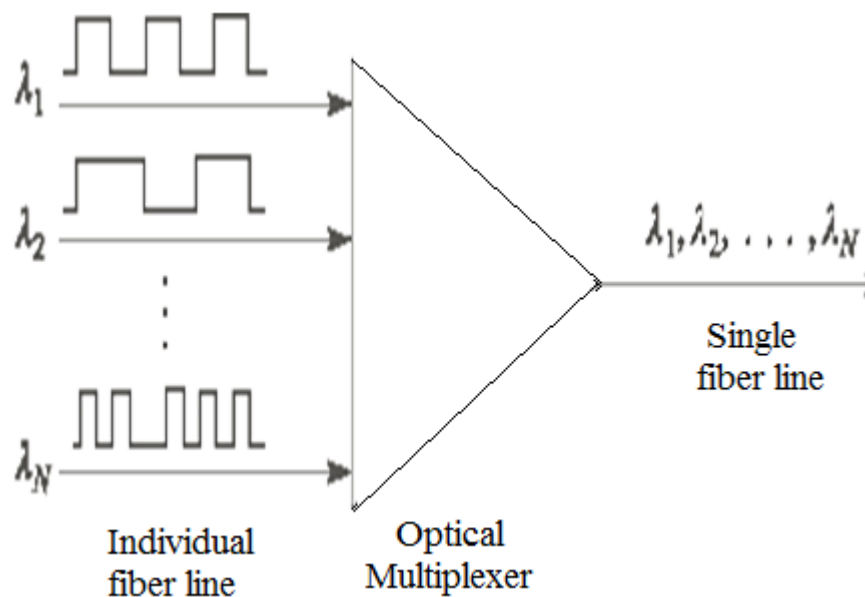 λ1
λ2
λN
Individual
fiber line
Optical
Multiplexer
λ1, λ2, . . . , λN
Single
fiber line